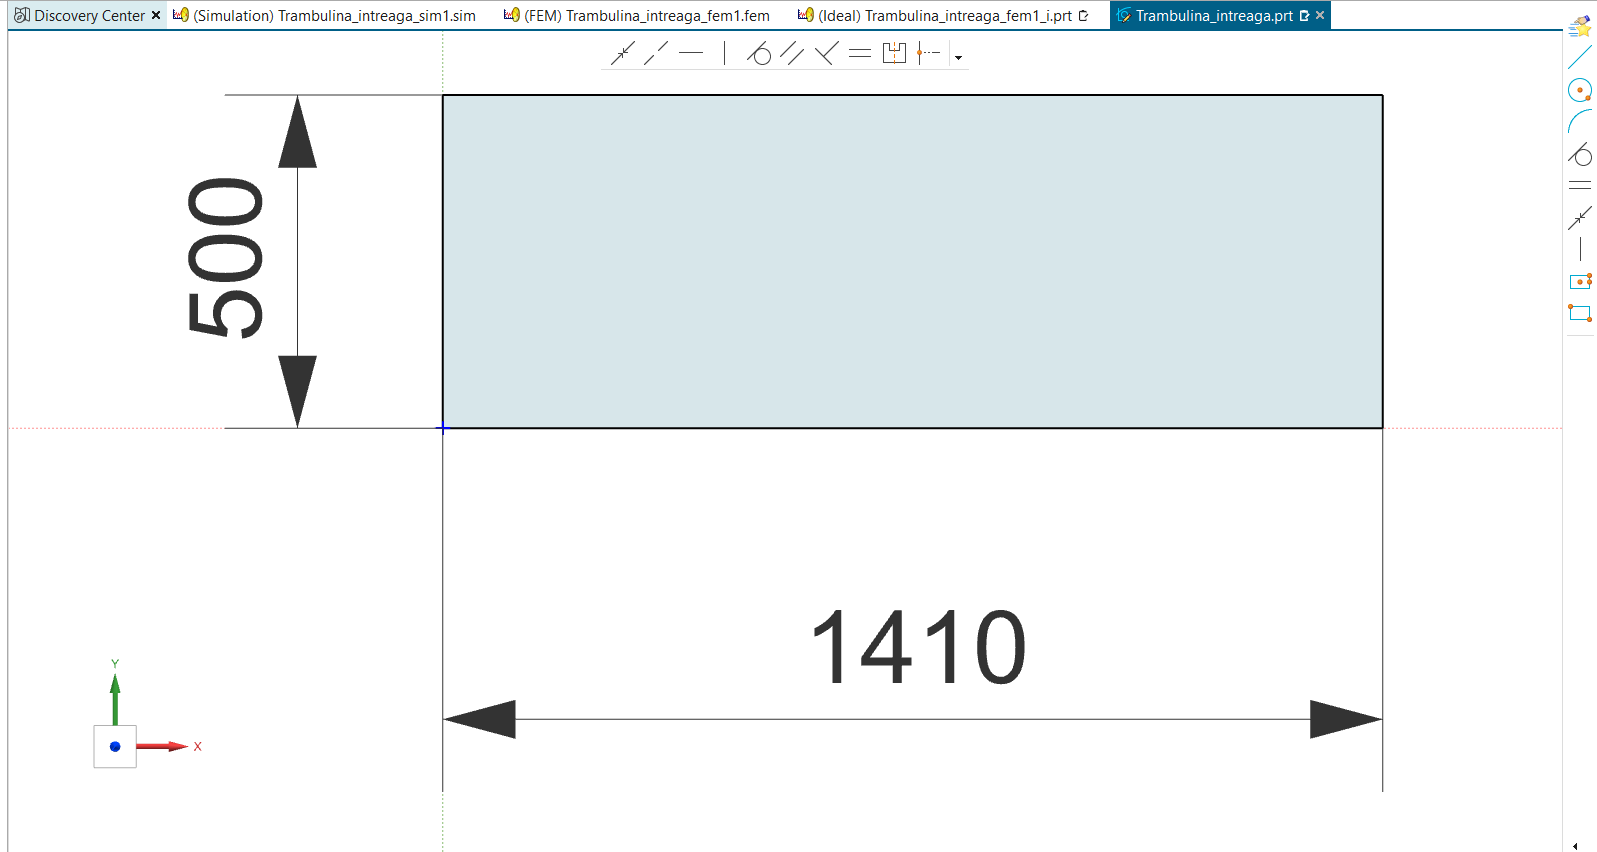 Discovery Center
(Simulation) Trambulina_intreaga_sim1.sim
(FEM) Trambulina_intreaga_fem1.fem
(Ideal) Trambulina_intreaga_fem1_i.prt
Trambulina_intreaga.prt
500
1410
Y
X